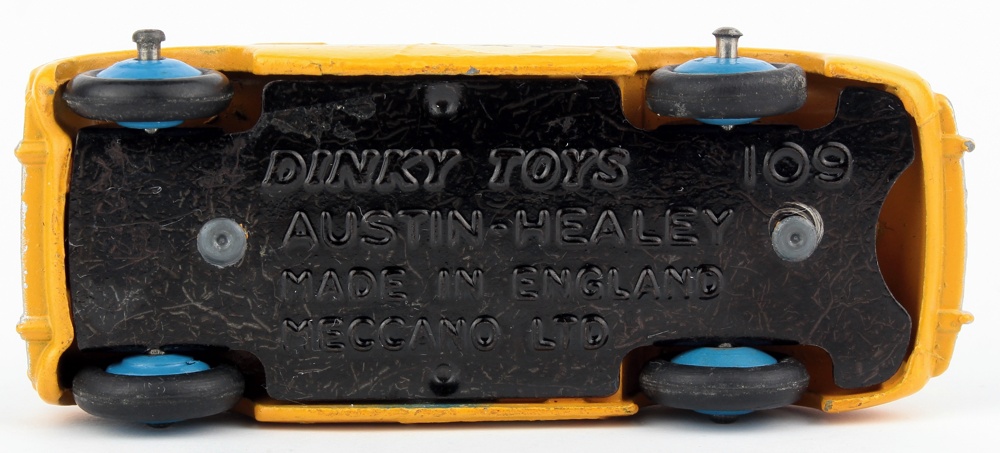 DINKY TOYS 109
AUSTIN-HEALEY
MADE IN ENGLAND
MECCANO LTD